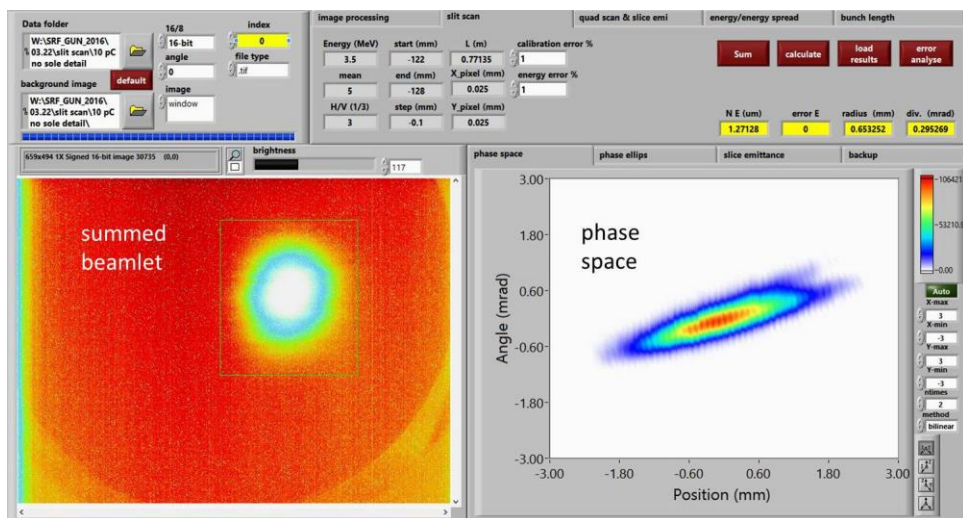 Data folder
W:\SRF_GUN_2016\
03.22\slit scan\10 pC
no sole detail
background image
default
W:\SRF_GUN_2016\
03.22\slit scan\10 pC
no sole detail\
16/8
16-bit
angle
0
image
window
index
0
file type
.tif
image processing
slit scan
quad scan & slice emi
energy/energy spread
bunch length
Energy (MeV)
3.5
mean
5
H/V (1/3)
3
start (mm)
-122
end (mm)
-128
step (mm)
-0.1
L (m)
0.77135
X_pixel (mm)
0.025
Y_pixel (mm)
0.025
calibration error %
1
energy error %
1
Sum
calculate
load
results
error
analyse
N E (um)
1.27128
error E
0
radius (mm)
0.653252
div. (mrad)
0.295269
659x494 1X Signed 16-bit image 30735 (0,0)
brightness
117
summed
beamlet
phase space
phase ellips
slice emittance
backup
3.00
1.80
0.60
-0.60
-1.80
-3.00
Angle (mrad)
phase
space
-3.00 -1.80 -0.60 0.60 1.80 3.00
Position (mm)
0.00
Auto
X-max
3
X-min
-3
Y-max
3
Y-min
-3
ntimes
2
method
bilinear